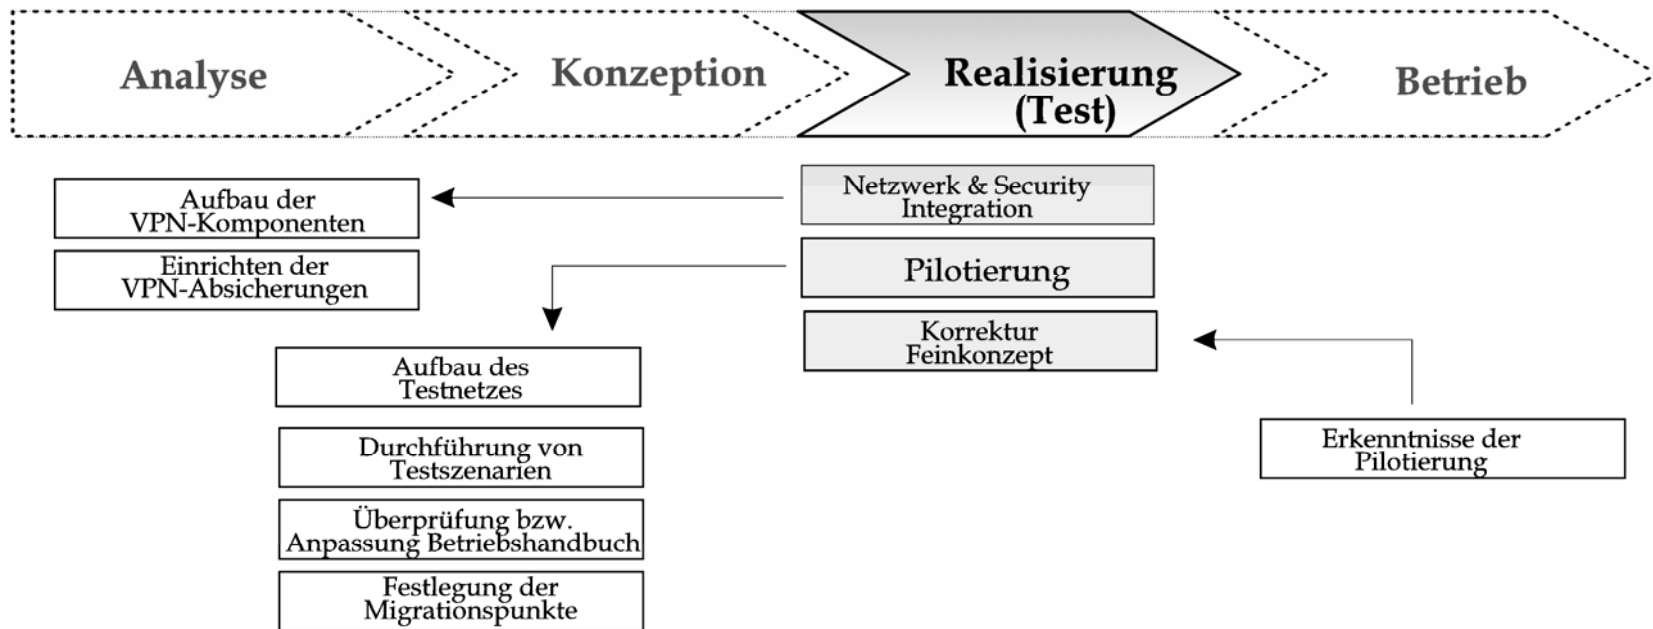 Analyse
Konzeption
Realisierung
(Test)
Betrieb
Aufbau der
VPN-Komponenten
Einrichten der
VPN-Absicherungen
Netzwerk & Security
Integration
Pilotierung
Korrektur
Feinkonzept
Aufbau des
Testnetzes
Durchführung von
Testszenarien
Überprüfung bzw.
Anpassung Betriebshandbuch
Festlegung der
Migrationspunkte
Erkenntnisse der
Pilotierung